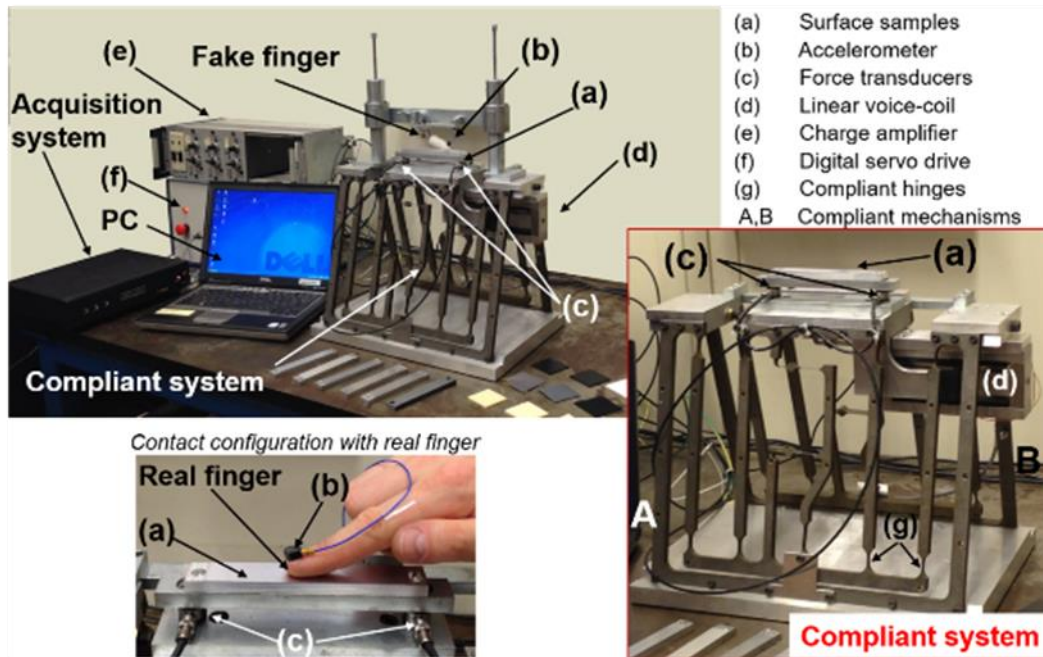 (e)
Fake finger
(b)
(a)
Acquisition
system
(d)
(f)
PC
DELL
(c)
Compliant system
(a) Surface samples
(b) Accelerometer
(c) Force transducers
(d) Linear voice-coil
(e) Charge amplifier
(f) Digital servo drive
(g) Compliant hinges
A,B Compliant mechanisms
(c)
(a)
(d)
B
A
(g)
Compliant system
Contact configuration with real finger
Real finger
(b)
(a)
(c)